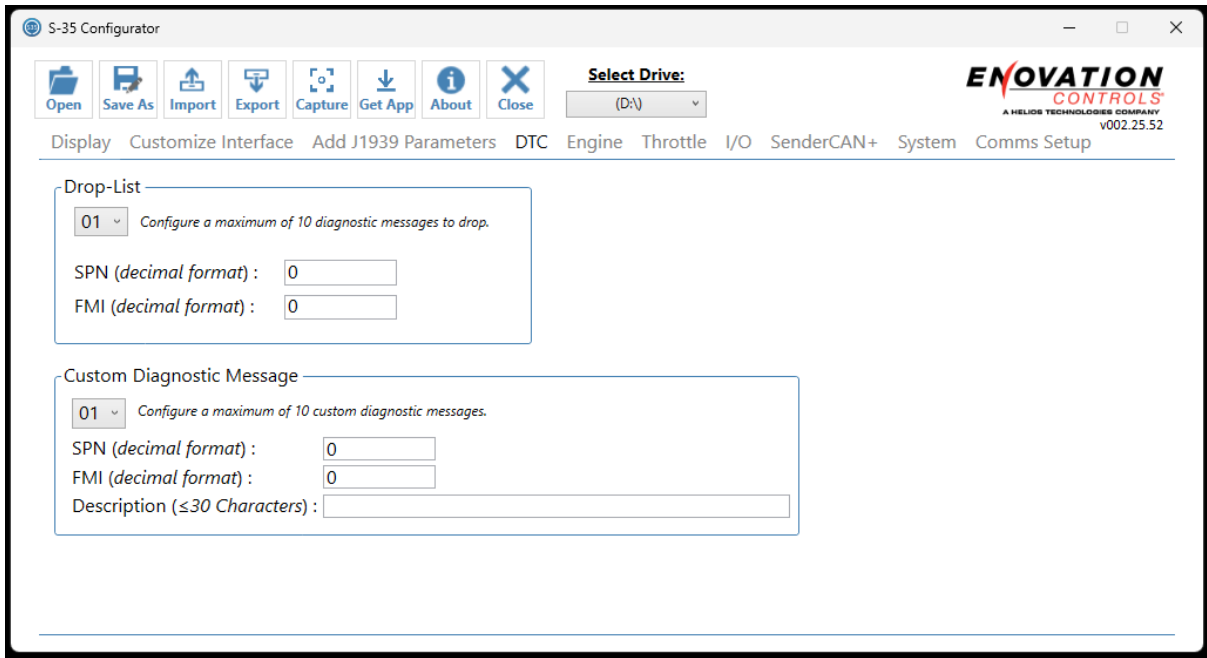 S-35 Configurator
Open Save As Import Export Capture Get App About Close
Select Drive:
(D:\)
ENOVATION
CONTROLS
A HELIOS TECHNOLOGIES COMPANY
v002.25.52
Display Customize Interface Add J1939 Parameters DTC Engine Throttle I/O SenderCAN+ System Comms Setup
Drop-List
01 Configure a maximum of 10 diagnostic messages to drop.
SPN (decimal format) : 0
FMI (decimal format) : 0
Custom Diagnostic Message
01 Configure a maximum of 10 custom diagnostic messages.
SPN (decimal format) : 0
FMI (decimal format) : 0
Description (≤30 Characters) :